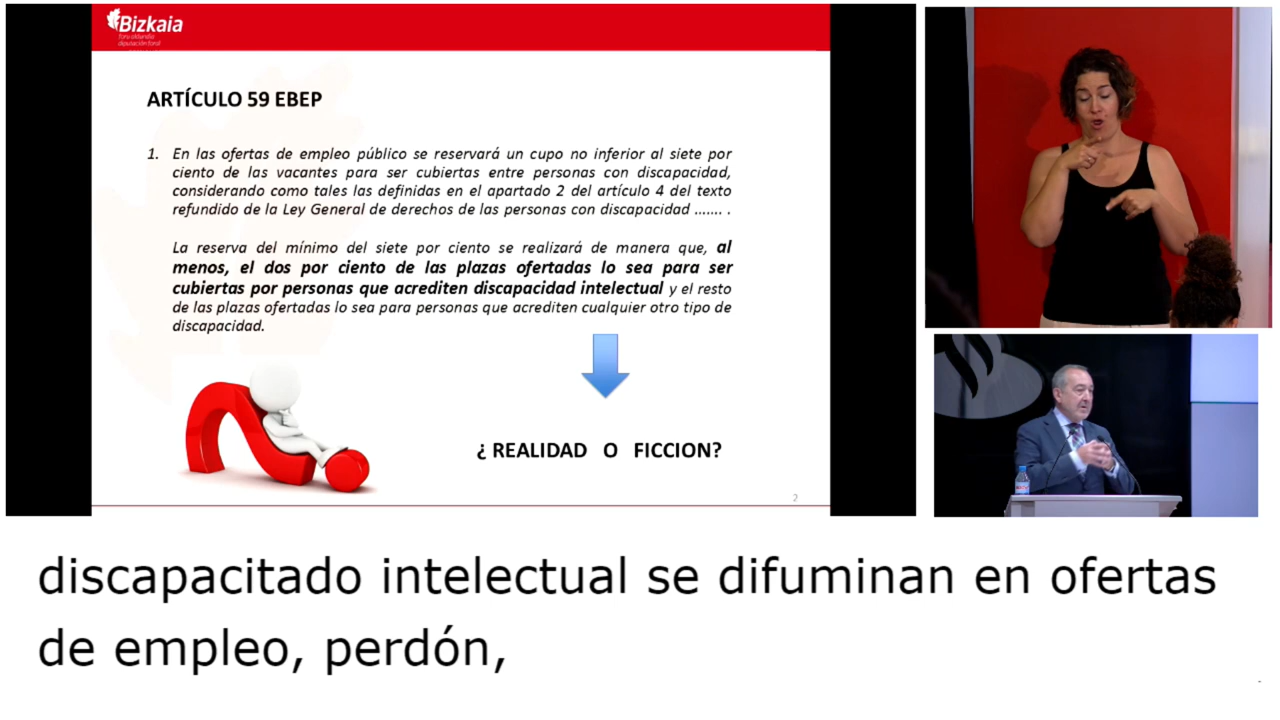 Bizkaia
foru aldundia
diputación foral
ARTÍCULO 59 EBEP
1. En las ofertas de empleo público se reservará un cupo no inferior al siete por
ciento de las vacantes para ser cubiertas entre personas con discapacidad,
considerando como tales las definidas en el apartado 2 del artículo 4 del texto
refundido de la Ley General de derechos de las personas con discapacidad ....... .
La reserva del mínimo del siete por ciento se realizará de manera que, al
menos, el dos por ciento de las plazas ofertadas lo sea para ser
cubiertas por personas que acrediten discapacidad intelectual y el resto
de las plazas ofertadas lo sea para personas que acrediten cualquier otro tipo de
discapacidad.
¿ REALIDAD O FICCION?
2
discapacitado intelectual se difuminan en ofertas
de empleo, perdón,